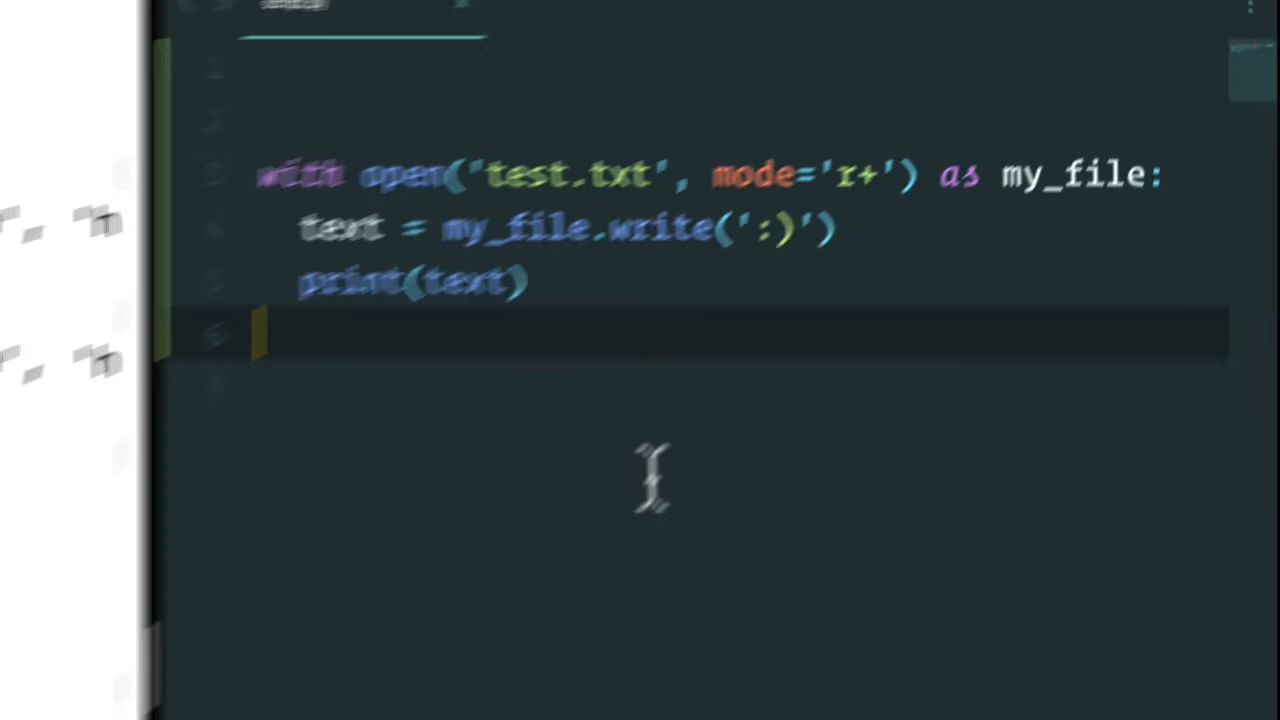 with open('test.txt', mode='r+') as my_file:
  text = my_file.write(':)')
  print(text)